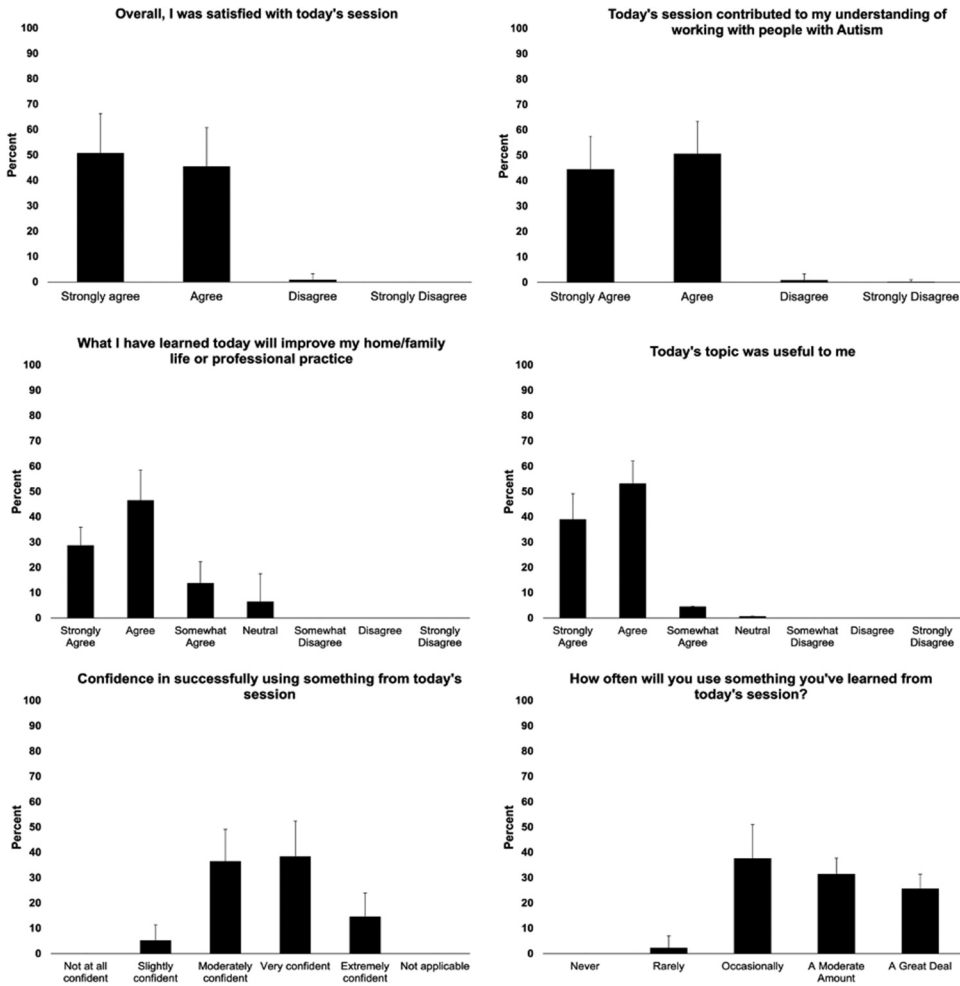 Overall, I was satisfied with today's session
100
90
80
70
60
50
40
30
20
10
0
Percent
Strongly agree Agree Disagree Strongly Disagree
Today's session contributed to my understanding of
working with people with Autism
100
90
80
70
60
50
40
30
20
10
0
Percent
Strongly Agree Agree Disagree Strongly Disagree
What I have learned today will improve my home/family
life or professional practice
100
90
80
70
60
50
40
30
20
10
0
Percent
Strongly Agree Somewhat Neutral Somewhat Disagree Strongly
Agree Agree Disagree Disagree
Today's topic was useful to me
100
90
80
70
60
50
40
30
20
10
0
Percent
Strongly Agree Somewhat Neutral Somewhat Disagree Strongly
Agree Agree Disagree Disagree
Confidence in successfully using something from today's
session
100
90
80
70
60
50
40
30
20
10
0
Percent
Not at all Slightly Moderately Very confident Extremely Not applicable
confident confident confident confident
How often will you use something you've learned from
today's session?
100
90
80
70
60
50
40
30
20
10
0
Percent
Never Rarely Occasionally A Moderate A Great Deal
Amount